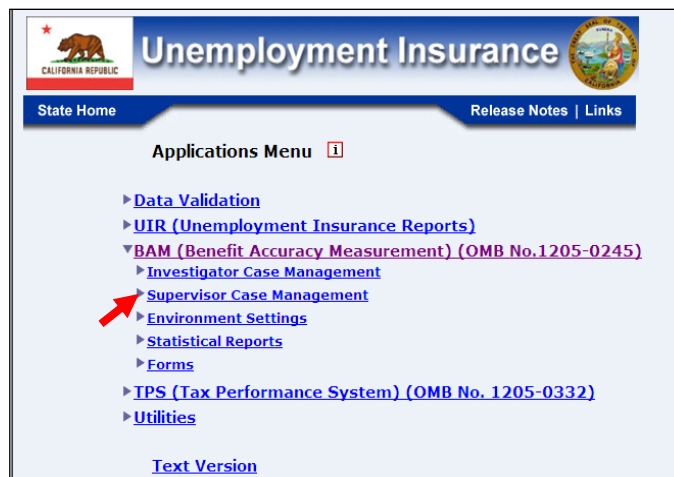 CALIFORNIA REPUBLIC
Unemployment Insurance
State Home
Release Notes | Links
Applications Menu i
Data Validation
UIR (Unemployment Insurance Reports)
BAM (Benefit Accuracy Measurement) (OMB No.1205-0245)
Investigator Case Management
Supervisor Case Management
Environment Settings
Statistical Reports
Forms
TPS (Tax Performance System) (OMB No. 1205-0332)
Utilities
Text Version